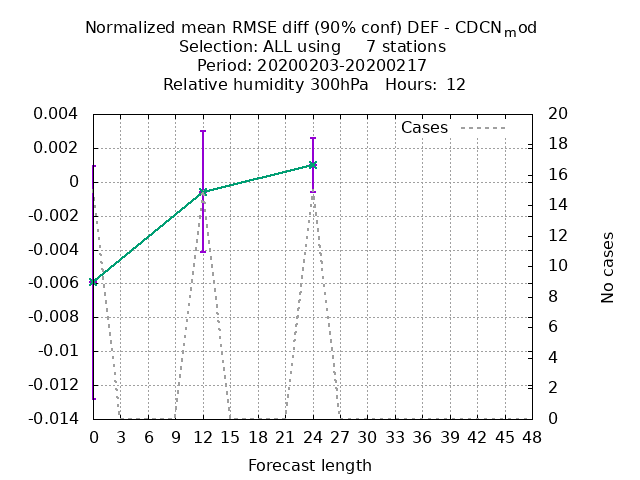 Normalized mean RMSE diff (90% conf) DEF - CDCNmod
Selection: ALL using     7 stations
Period: 20200203-20200217
Relative humidity 300hPa   Hours:  12
Cases
0.004
0.002
0
-0.002
-0.004
-0.006
-0.008
-0.01
-0.012
-0.014
20
18
16
14
12
10
8
6
4
2
0
No cases
0 3 6 9 12 15 18 21 24 27 30 33 36 39 42 45 48
Forecast length